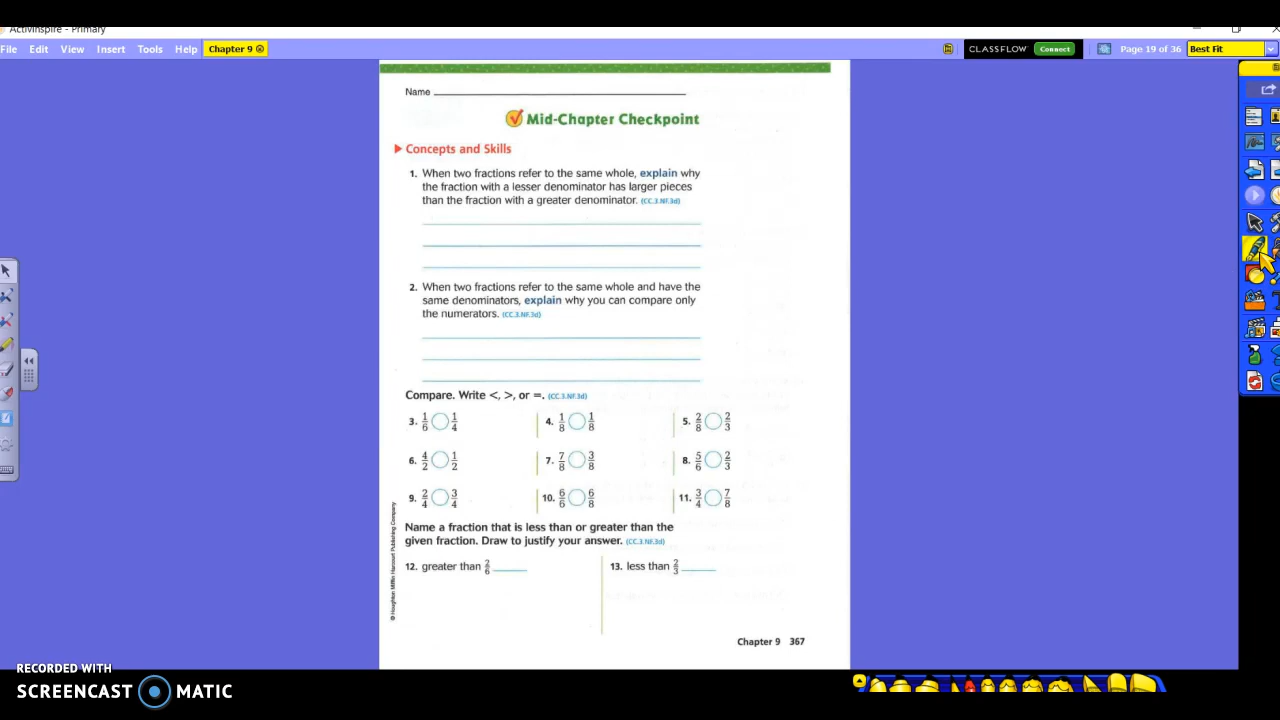 ActivInspire - Primary
File Edit View Insert Tools Help Chapter 9 CLASSFLOW Connect Page 19 of 36 Best Fit
Name
Mid-Chapter Checkpoint
Concepts and Skills
1. When two fractions refer to the same whole, explain why
the fraction with a lesser denominator has larger pieces
than the fraction with a greater denominator. (CC.3.NF.3d)
2. When two fractions refer to the same whole and have the
same denominators, explain why you can compare only
the numerators. (CC.3.NF.3d)
Compare. Write <, >, or =. (CC.3.NF.3d)
3. 1/6 1/4 4. 1/8 1/8 5. 2/8 2/3
6. 4/2 1/2 7. 7/8 3/8 8. 5/6 2/3
9. 2/4 3/4 10. 6/6 6/8 11. 3/4 7/8
Name a fraction that is less than or greater than the
given fraction. Draw to justify your answer. (CC.3.NF.3d)
12. greater than 2/6 13. less than 2/3
© Houghton Mifflin Harcourt Publishing Company
Chapter 9 367
RECORDED WITH
SCREENCAST MATIC